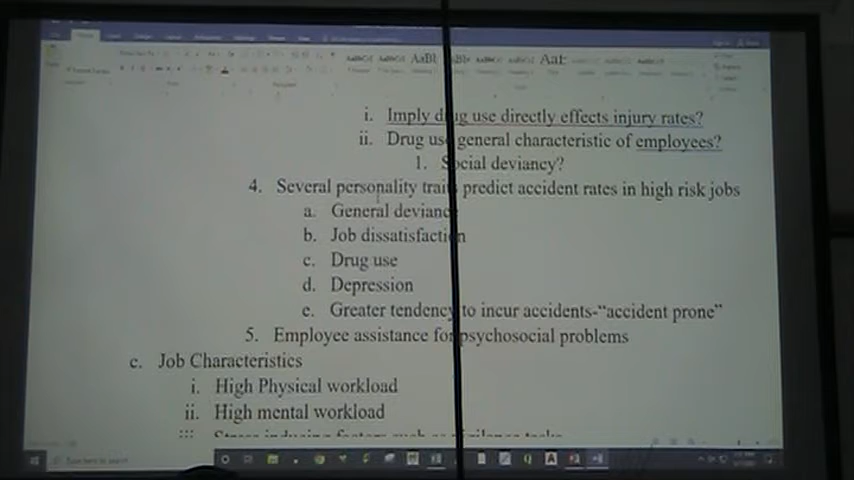 i. Imply drug use directly effects injury rates?
ii. Drug use general characteristic of employees?
1. Social deviancy?
4. Several personality traits predict accident rates in high risk jobs
a. General deviance
b. Job dissatisfaction
c. Drug use
d. Depression
e. Greater tendency to incur accidents-“accident prone”
5. Employee assistance for psychosocial problems
c. Job Characteristics
i. High Physical workload
ii. High mental workload